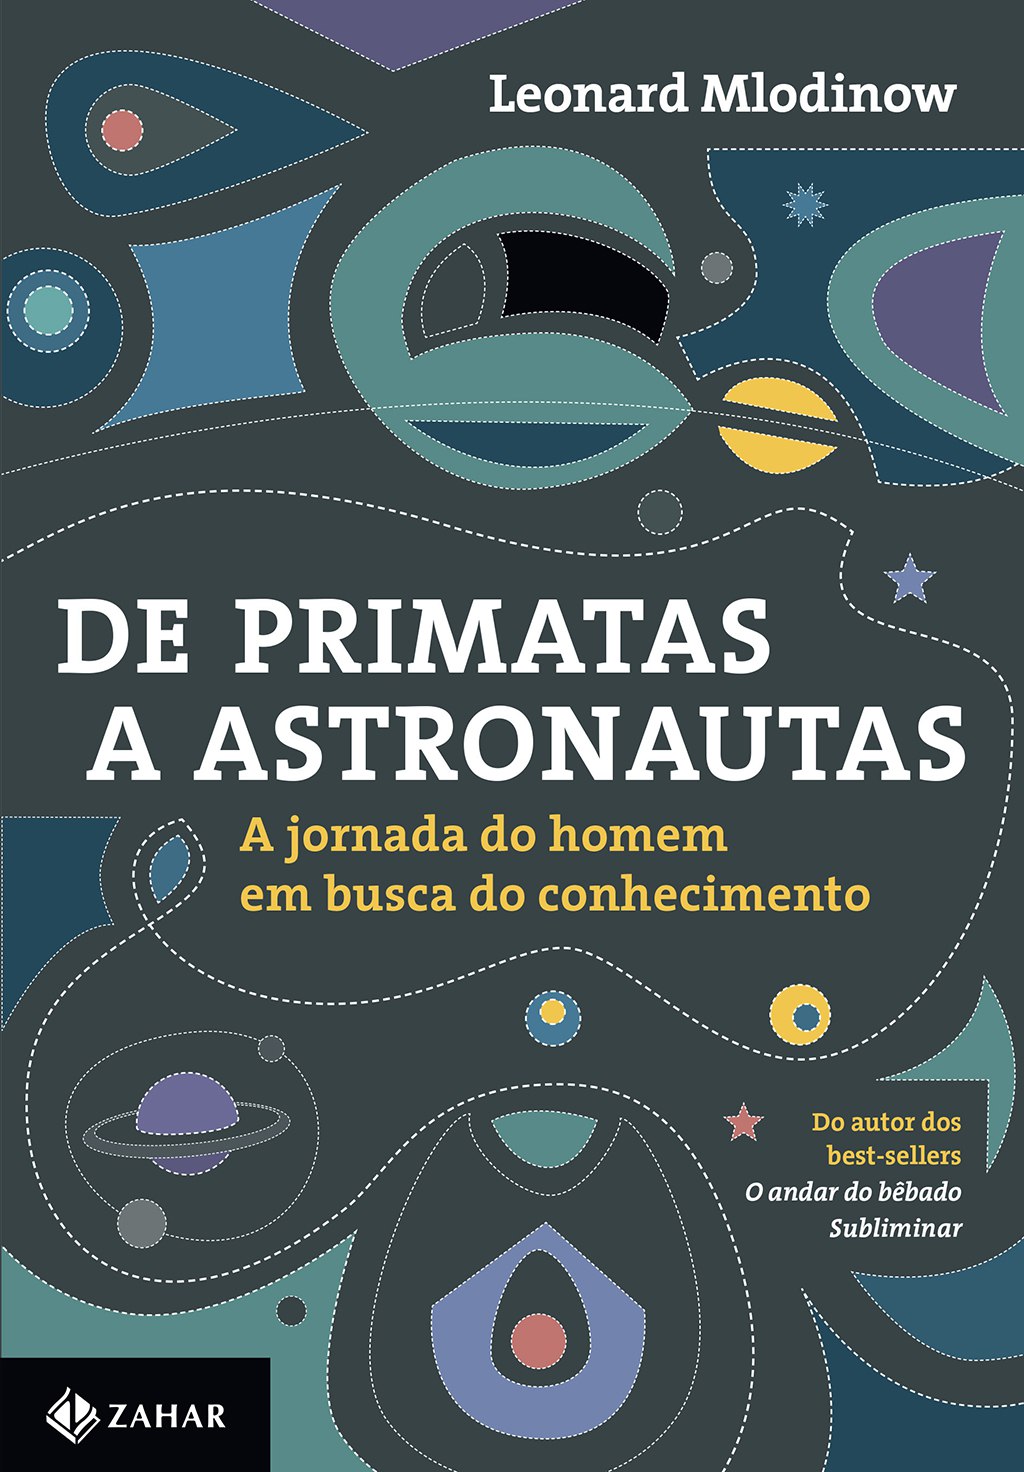 Leonard Mlodinow
DE PRIMATAS
A ASTRONAUTAS
A jornada do homem
em busca do conhecimento
Do autor dos
best-sellers
O andar do bêbado
Subliminar
ZAHAR